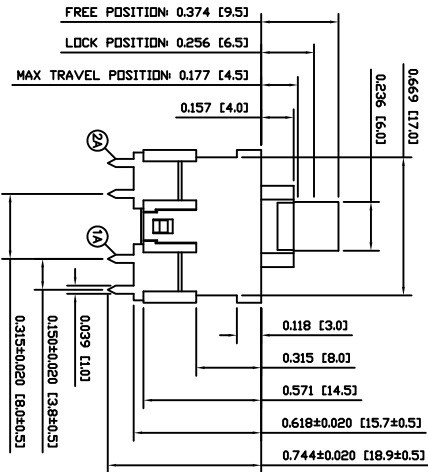 FREE POSITION: 0.374 [9.5]
LOCK POSITION: 0.256 [6.5]
MAX TRAVEL POSITION: 0.177 [4.5]
0.157 [4.0]
0.236 [6.0]
0.669 [17.0]
2A
1A
0.118 [3.0]
0.315 [8.0]
0.571 [14.5]
0.618±0.020 [15.7±0.5]
0.744±0.020 [18.9±0.5]
0.039 [1.0]
0.150±0.020 [3.8±0.5]
0.315±0.020 [8.0±0.5]